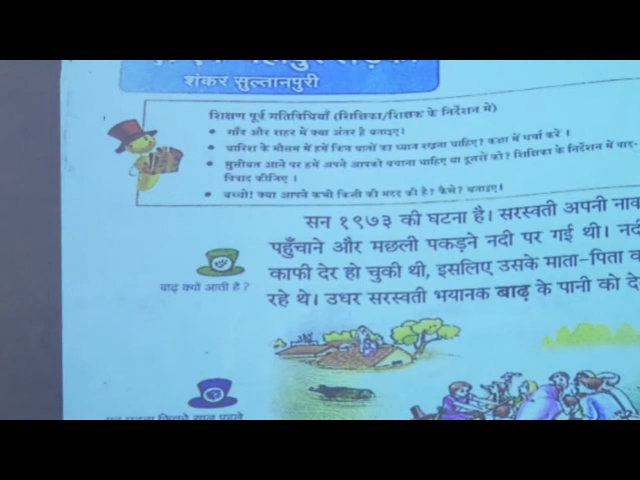 शंकर सुल्तानपुरी
शिक्षण पूर्व गतिविधियाँ (शिक्षिका/शिक्षक के निर्देशन में)
• गाँव और शहर में क्या अंतर है बताइए।
• बारिश के मौसम में हमें किन बातों का ध्यान रखना चाहिए? कक्षा में चर्चा करें।
• मुसीबत आने पर हमें अपने आपको बचाना चाहिए या दूसरों को? शिक्षिका के निर्देशन में वाद-
विवाद कीजिए।
• बच्चो! क्या आपने कभी किसी की मदद की है? कैसे? बताइए।
सन १९७३ की घटना है। सरस्वती अपनी नाव
पहुँचाने और मछली पकड़ने नदी पर गई थी। नदी
काफी देर हो चुकी थी, इसलिए उसके माता-पिता
रहे थे। उधर सरस्वती भयानक बाढ़ के पानी को
बाढ़ क्यों आती है?